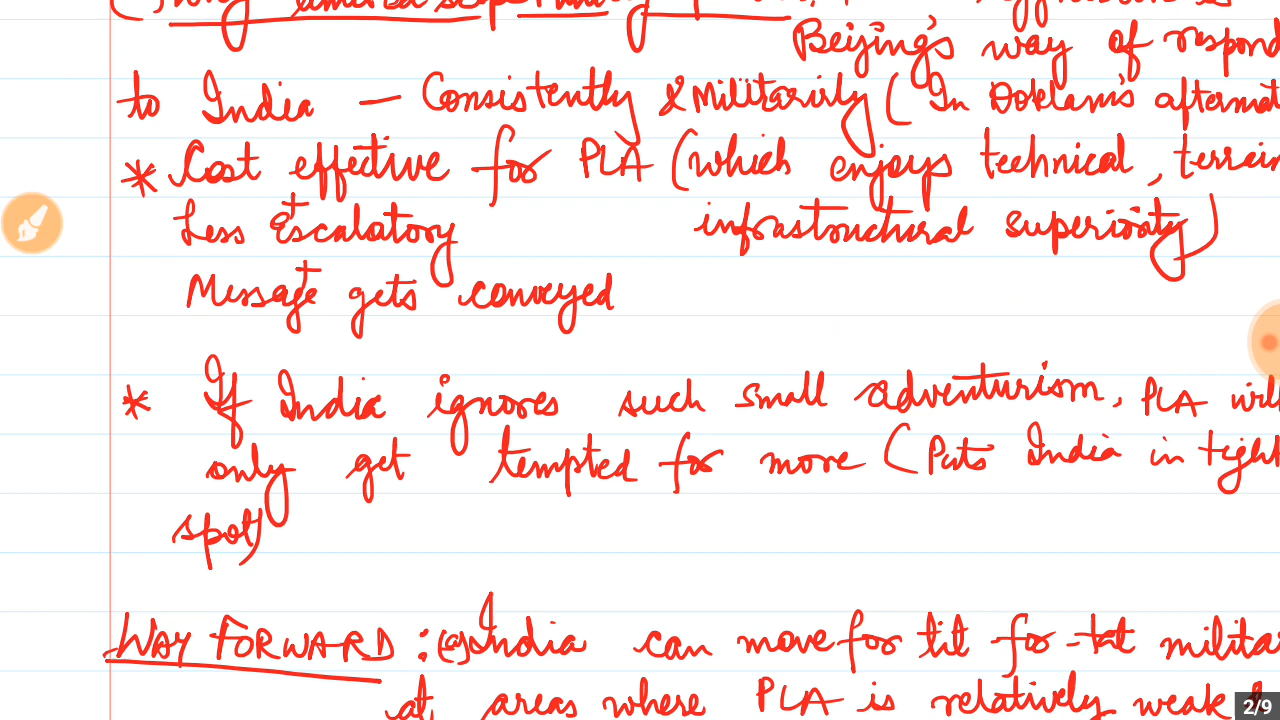 Beijing's way of respond
to India — Consistently & Militarily (In Doklam's aftermat
* Cost effective for PLA (which enjoys technical, terrain
Less Escalatory infrastructural superiority)
Message gets conveyed
* If India ignores such small adventurism, PLA will
only get tempted for more (Puts India in tight
spot)
WAY FORWARD : (a) India can move for tit for tat milita
at areas where PLA is relatively weak &
2/9